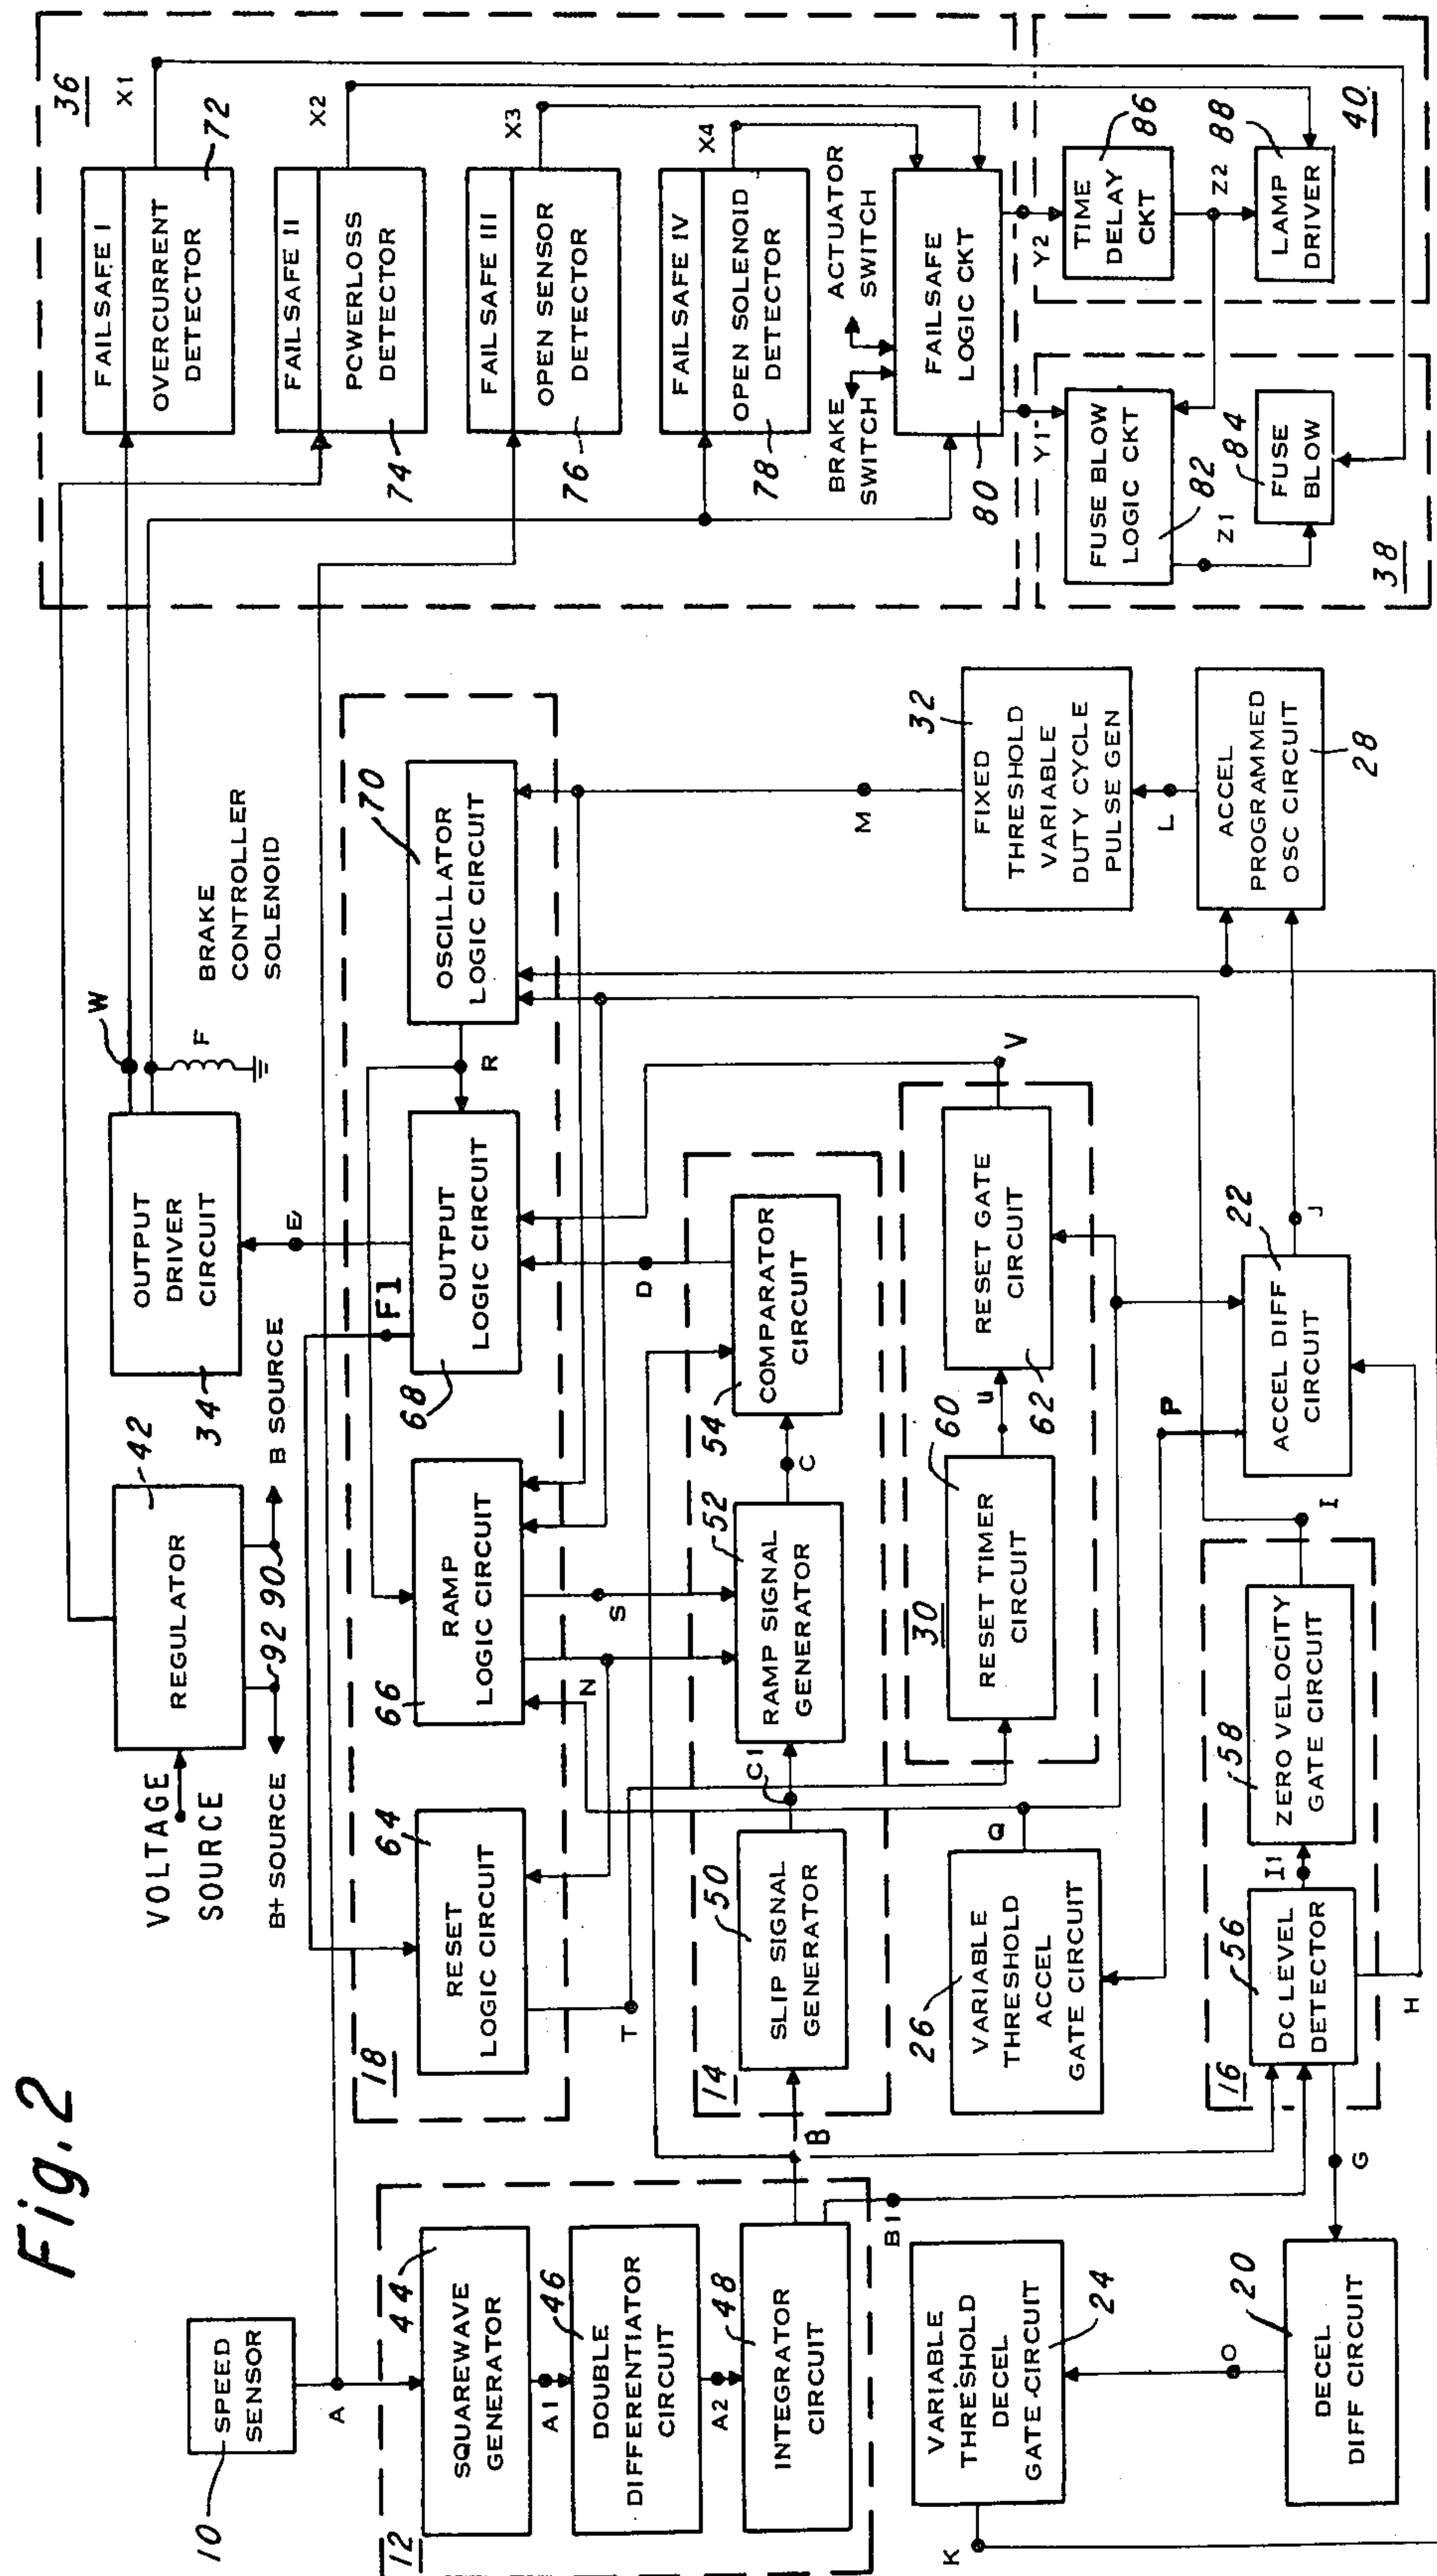 Fig. 2
10
SPEED
SENSOR
A
12
44
SQUAREWAVE
GENERATOR
A1
46
DOUBLE
DIFFERENTIATOR
CIRCUIT
A2
48
INTEGRATOR
CIRCUIT
B
B1
K
VARIABLE
THRESHOLD
DECEL
GATE CIRCUIT
24
O
20
DECEL
DIFF CIRCUIT
G
VOLTAGE
SOURCE
REGULATOR
42
B+ SOURCE
92
90
B SOURCE
OUTPUT
DRIVER
CIRCUIT
34
E
W
F
BRAKE
CONTROLLER
SOLENOID
18
64
RESET
LOGIC CIRCUIT
66
RAMP
LOGIC CIRCUIT
F1
68
OUTPUT
LOGIC CIRCUIT
R
70
OSCILLATOR
LOGIC CIRCUIT
T
N
S
D
14
50
SLIP SIGNAL
GENERATOR
C1
52
RAMP SIGNAL
GENERATOR
C
54
COMPARATOR
CIRCUIT
26
VARIABLE
THRESHOLD
ACCEL
GATE CIRCUIT
Q
30
60
RESET TIMER
CIRCUIT
U
62
RESET GATE
CIRCUIT
V
16
56
DC LEVEL
DETECTOR
H
I1
58
ZERO VELOCITY
GATE CIRCUIT
I
P
22
ACCEL DIFF
CIRCUIT
J
M
32
FIXED
THRESHOLD
VARIABLE
DUTY CYCLE
PULSE GEN
L
ACCEL
PROGRAMMED
OSC CIRCUIT
28
36
FAILSAFE I
OVERCURRENT
DETECTOR
72
X1
FAILSAFE II
POWERLOSS
DETECTOR
74
X2
FAILSAFE III
OPEN SENSOR
DETECTOR
76
X3
FAILSAFE IV
OPEN SOLENOID
DETECTOR
78
X4
BRAKE
SWITCH
ACTUATOR
SWITCH
FAILSAFE
LOGIC CKT
80
Y1
Y2
FUSE BLOW
LOGIC CKT
82
Z1
84
FUSE
BLOW
38
TIME
DELAY
CKT
86
Z2
LAMP
DRIVER
88
40